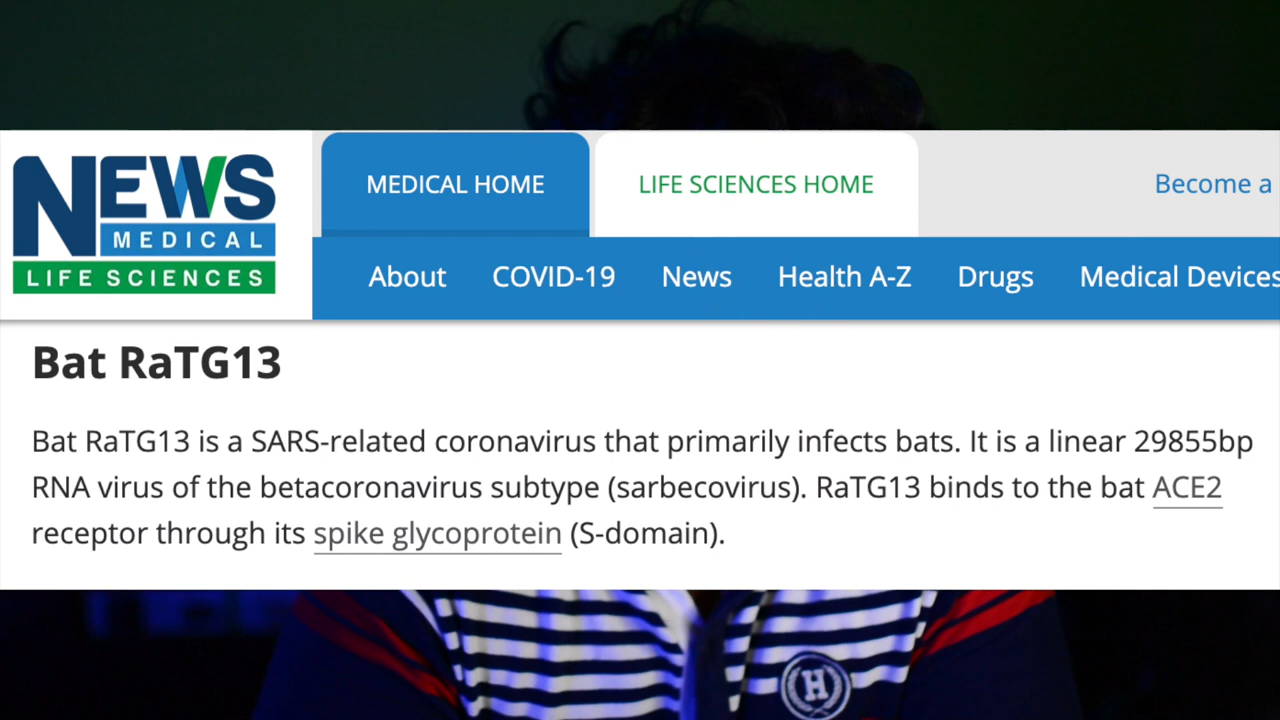 NEWS
MEDICAL
LIFE SCIENCES
MEDICAL HOME
LIFE SCIENCES HOME
Become a
About
COVID-19
News
Health A-Z
Drugs
Medical Devices
Bat RaTG13
Bat RaTG13 is a SARS-related coronavirus that primarily infects bats. It is a linear 29855bp
RNA virus of the betacoronavirus subtype (sarbecovirus). RaTG13 binds to the bat ACE2
receptor through its spike glycoprotein (S-domain).
H